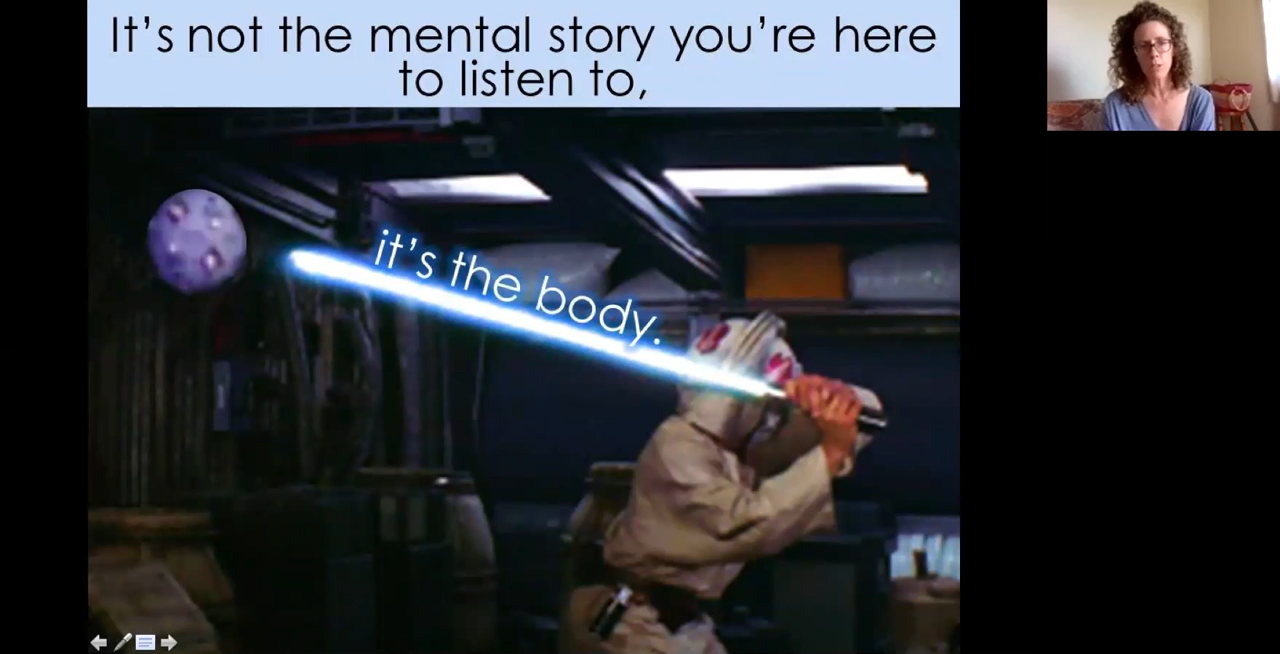 It's not the mental story you're here
to listen to,
it's the body.